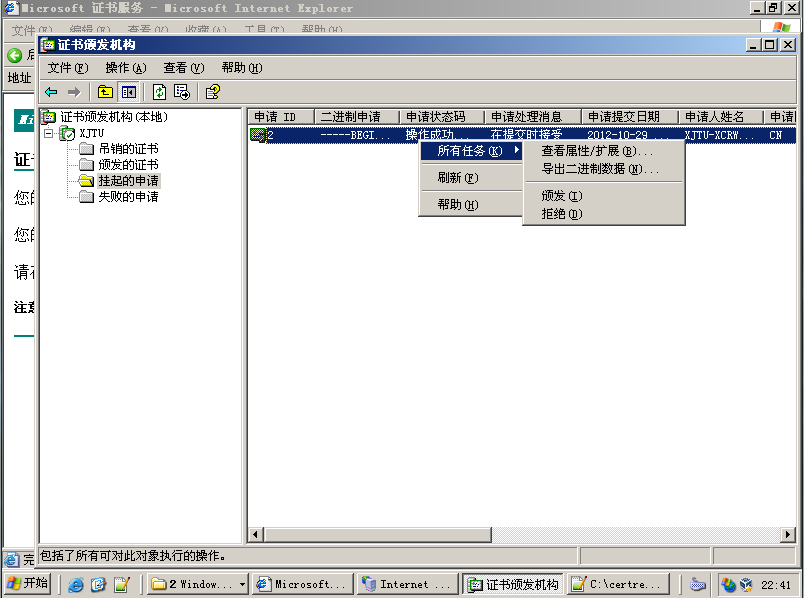 Microsoft 证书服务 - Microsoft Internet Explorer
文件(F) 编辑(E) 查看(V) 收藏(A) 工具(T) 帮助(H)
证书颁发机构
文件(F) 操作(A) 查看(V) 帮助(H)
地址
证书颁发机构(本地)
XJTU
吊销的证书
颁发的证书
挂起的申请
失败的申请
申请 ID 二进制申请 申请状态码 申请处理消息 申请提交日期 申请人姓名 申请
2 -----BEGI... 操作成功... 在提交时接受 2012-10-29 ... XJTU-XCRW... CN
所有任务(K)
刷新(F)
帮助(H)
查看属性/扩展(B)...
导出二进制数据(N)...
颁发(I)
拒绝(D)
您的
您的
请在
注意
包括了所有可对此对象执行的操作。
完
开始 2 Window... Microsoft... Internet ... 证书颁发机构 C:\certre... 22:41